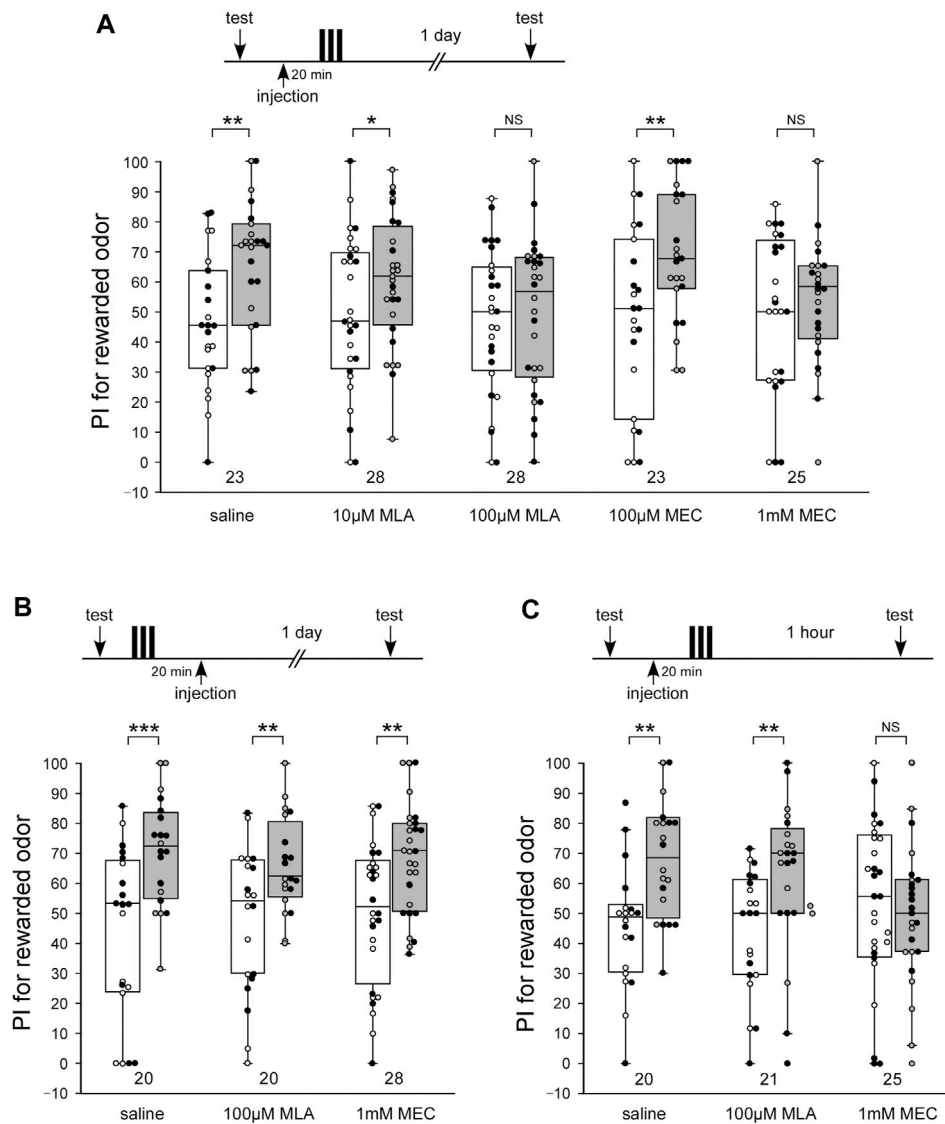 A
test
test
1 day
20 min
injection
** * NS ** NS
PI for rewarded odor
100
90
80
70
60
50
40
30
20
10
0
−10
23 28 28 23 25
saline 10µM MLA 100µM MLA 100µM MEC 1mM MEC
B
test
test
1 day
20 min
injection
*** ** **
PI for rewarded odor
100
90
80
70
60
50
40
30
20
10
0
−10
20 20 28
saline 100µM MLA 1mM MEC
C
test
test
1 hour
20 min
injection
** ** NS
PI for rewarded odor
100
90
80
70
60
50
40
30
20
10
0
−10
20 21 25
saline 100µM MLA 1mM MEC